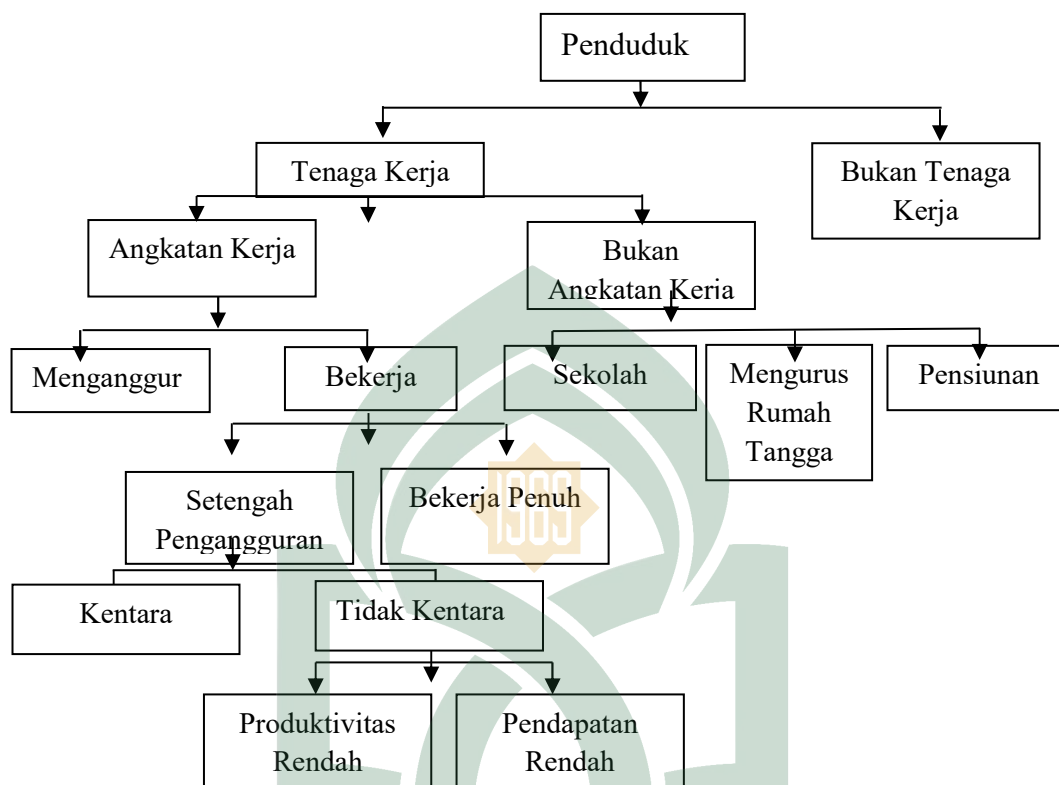 Penduduk
Tenaga Kerja
Bukan Tenaga
Kerja
Angkatan Kerja
Bukan
Angkatan Kerja
Menganggur
Bekerja
Sekolah
Mengurus
Rumah
Tangga
Pensiunan
Setengah
Pengangguran
Bekerja Penuh
1989
Kentara
Tidak Kentara
Produktivitas
Rendah
Pendapatan
Rendah